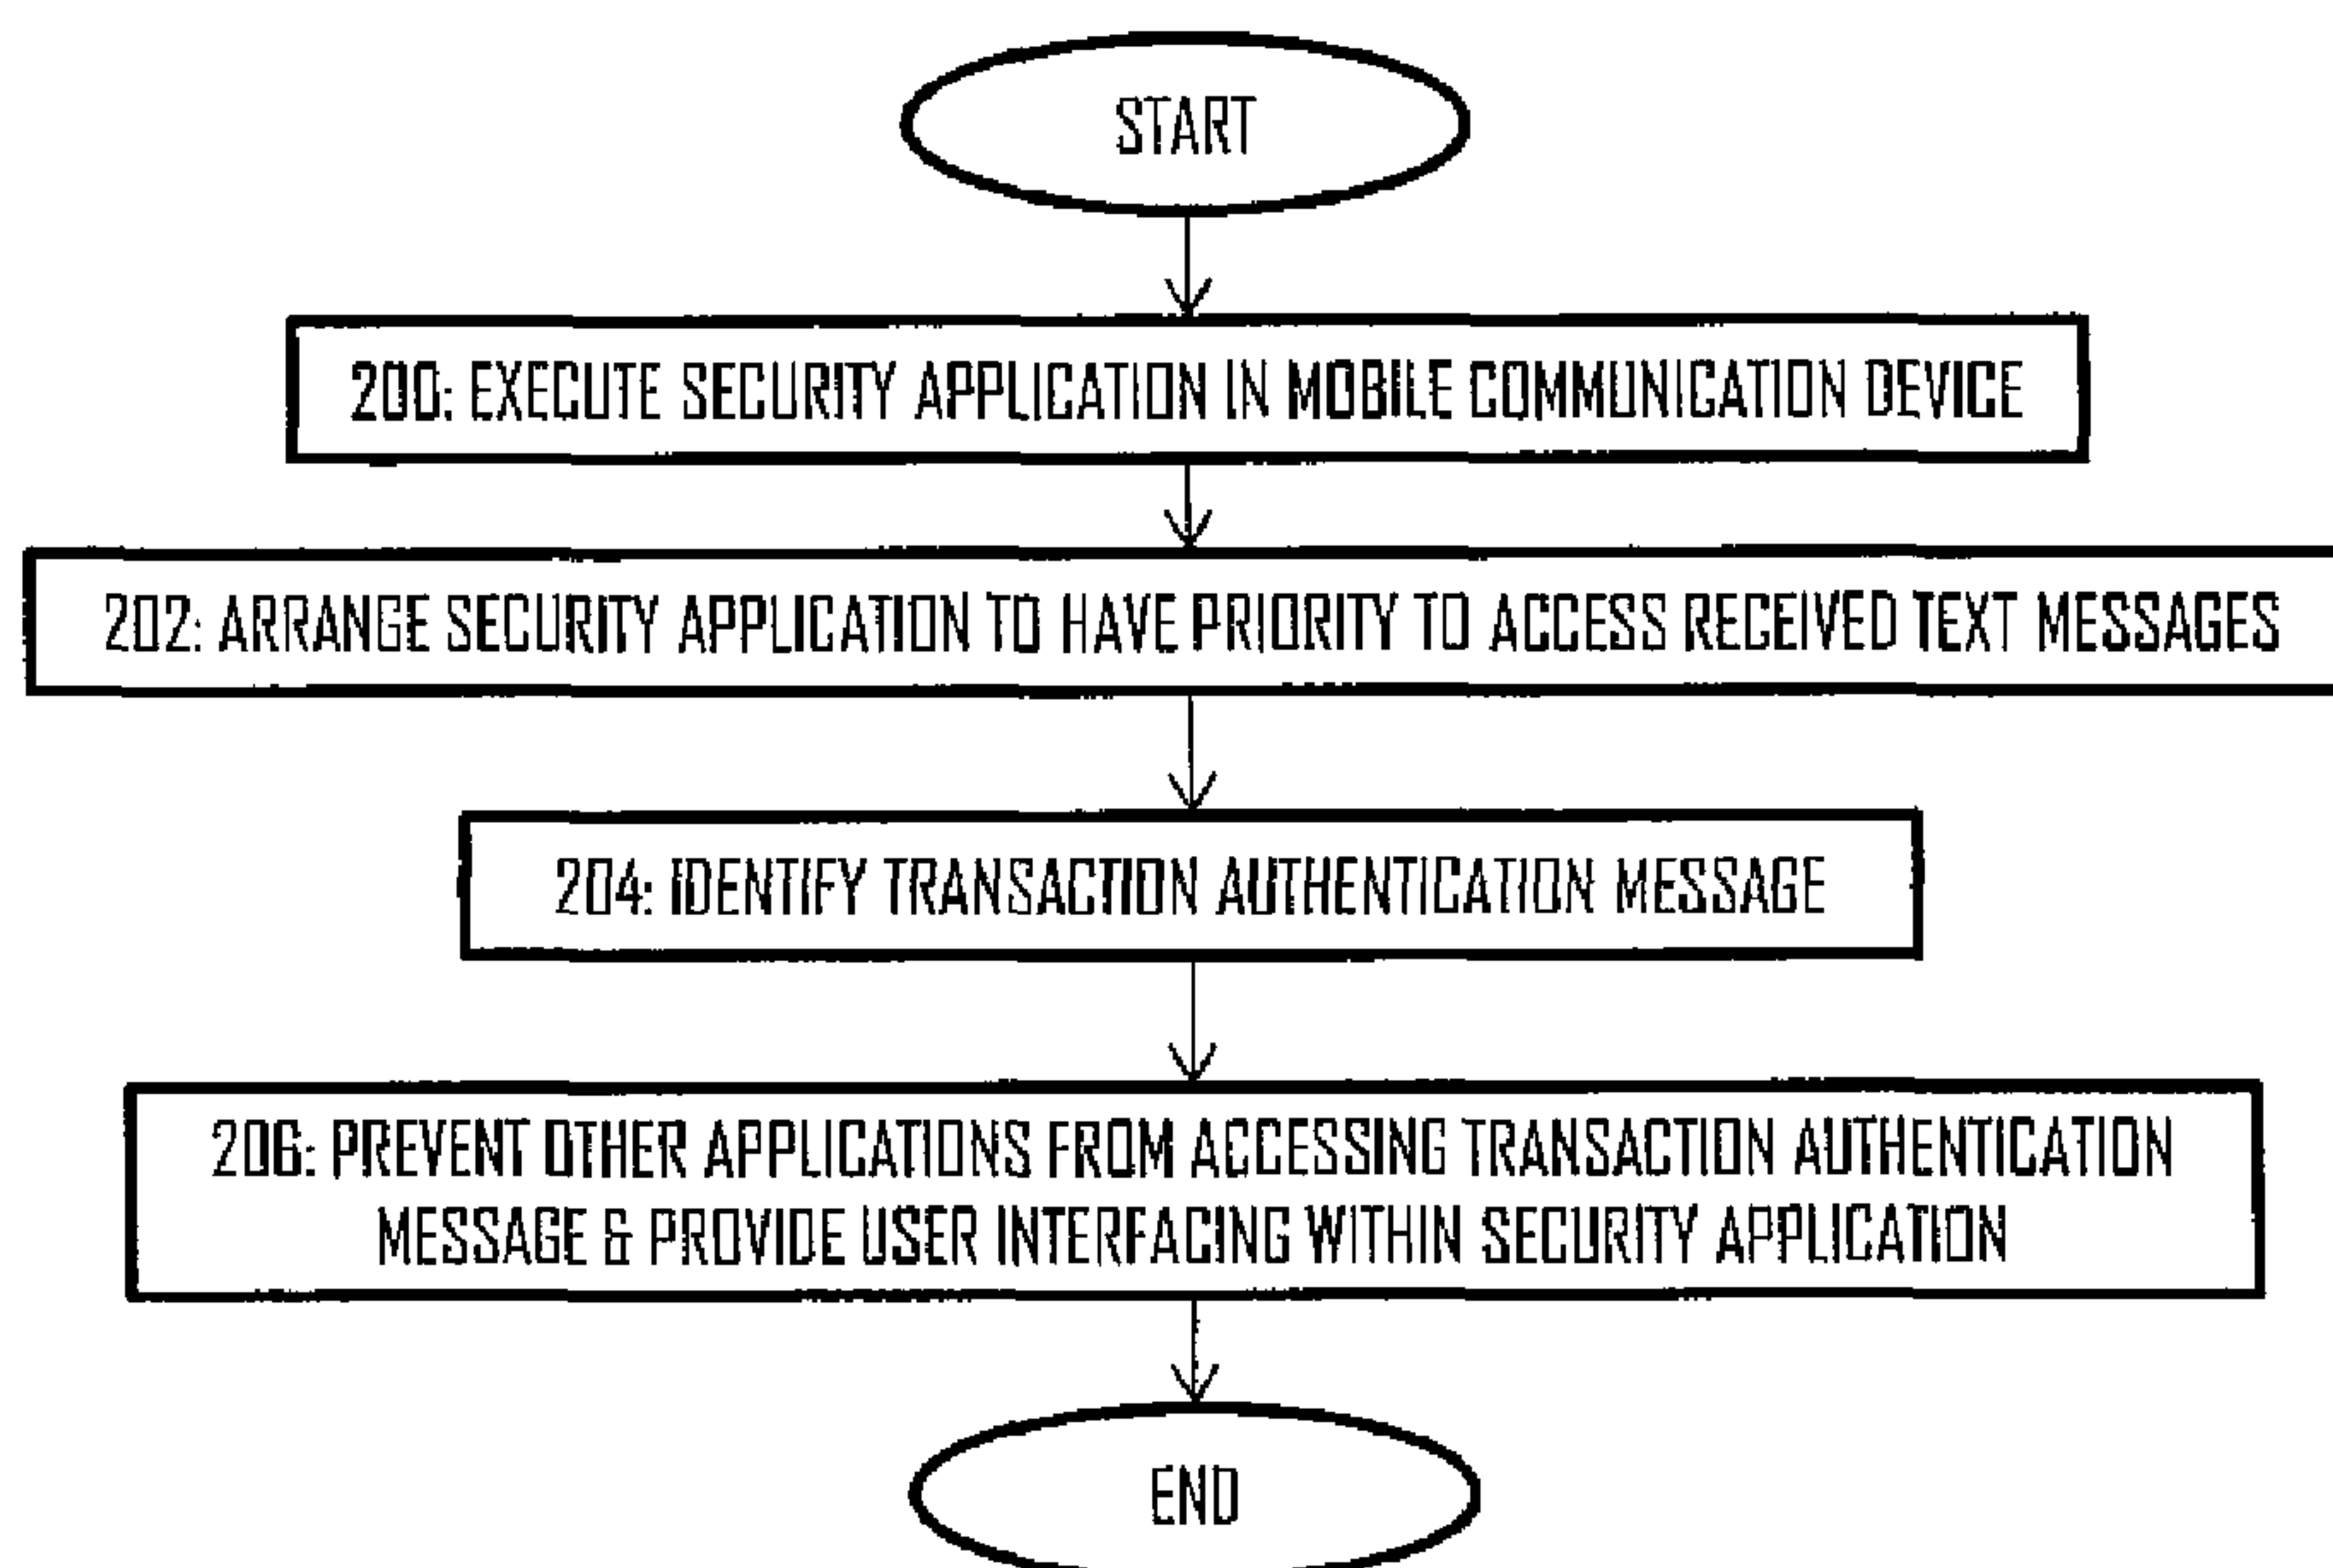 START
200: EXECUTE SECURITY APPLICATION IN MOBILE COMMUNICATION DEVICE
202: ARRANGE SECURITY APPLICATION TO HAVE PRIORITY TO ACCESS RECEIVED TEXT MESSAGES
204: IDENTIFY TRANSACTION AUTHENTICATION MESSAGE
206: PREVENT OTHER APPLICATIONS FROM ACCESSING TRANSACTION AUTHENTICATION
MESSAGE & PROVIDE USER INTERFACING WITHIN SECURITY APPLICATION
END